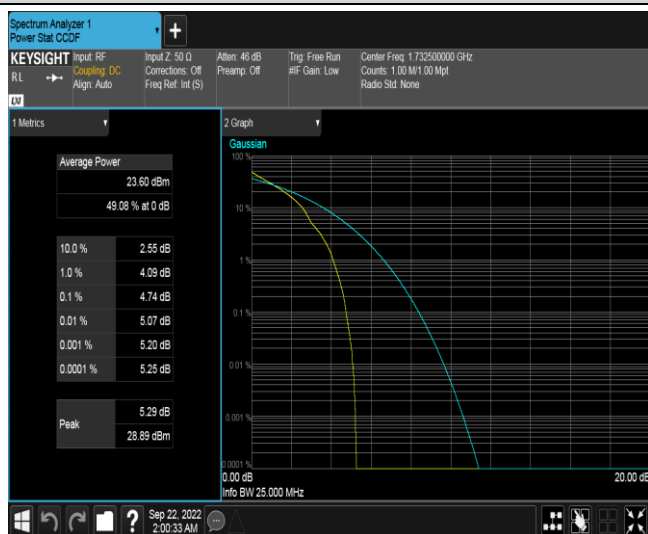 Spectrum Analyzer 1
Power Stat CCDF
+
KEYSIGHT
RL
LXI
Input: RF
Coupling: DC
Align: Auto
Input Z: 50 Ω
Corrections: Off
Freq Ref: Int (S)
Atten: 46 dB
Preamp: Off
Trig: Free Run
#IF Gain: Low
Center Freq: 1.732500000 GHz
Counts: 1.00 M/1.00 Mpt
Radio Std: None
1 Metrics
Average Power
23.60 dBm
49.08 % at 0 dB
10.0 % 2.55 dB
1.0 % 4.09 dB
0.1 % 4.74 dB
0.01 % 5.07 dB
0.001 % 5.20 dB
0.0001 % 5.25 dB
Peak 5.29 dB
28.89 dBm
2 Graph
Gaussian
100 %
10 %
1 %
0.1 %
0.01 %
0.001 %
0.0001 %
0.00 dB 20.00 dB
Info BW 25.000 MHz
?
Sep 22, 2022
2:00:33 AM